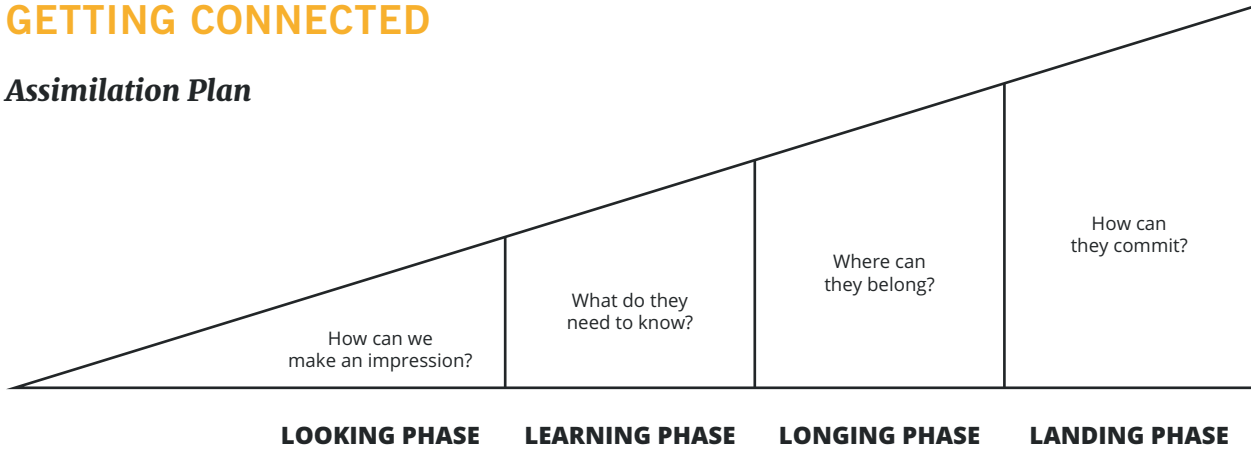 GETTING CONNECTED
Assimilation Plan
How can we
make an impression?
What do they
need to know?
Where can
they belong?
How can
they commit?
LOOKING PHASE
LEARNING PHASE
LONGING PHASE
LANDING PHASE